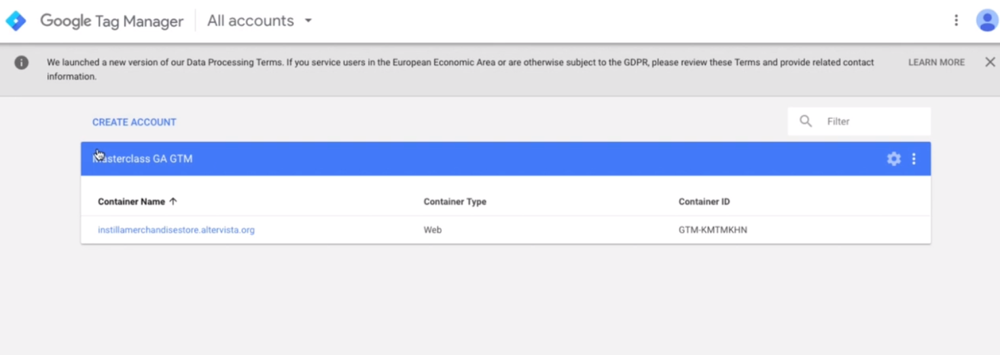 Google Tag Manager All accounts
We launched a new version of our Data Processing Terms. If you service users in the European Economic Area or are otherwise subject to the GDPR, please review these Terms and provide related contact
information.
LEARN MORE
CREATE ACCOUNT Filter
Masterclass GA GTM
Container Name ↑ Container Type Container ID
instillamerchandisestore.altervista.org Web GTM-KMTMKHN